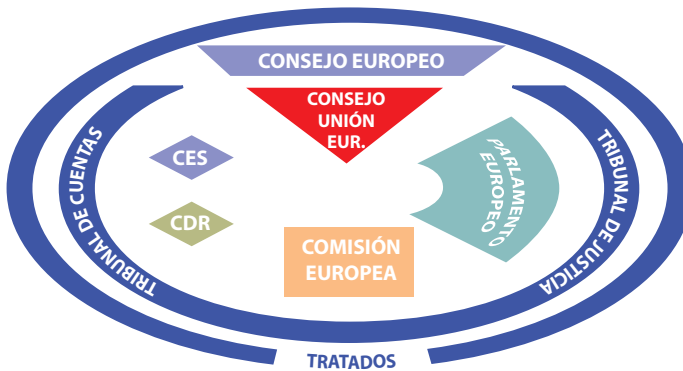 CONSEJO EUROPEO
CONSEJO
UNIÓN
EUR.
TRIBUNAL DE CUENTAS
CES
CDR
PARLAMENTO
EUROPEO
TRIBUNAL DE JUSTICIA
COMISIÓN
EUROPEA
TRATADOS